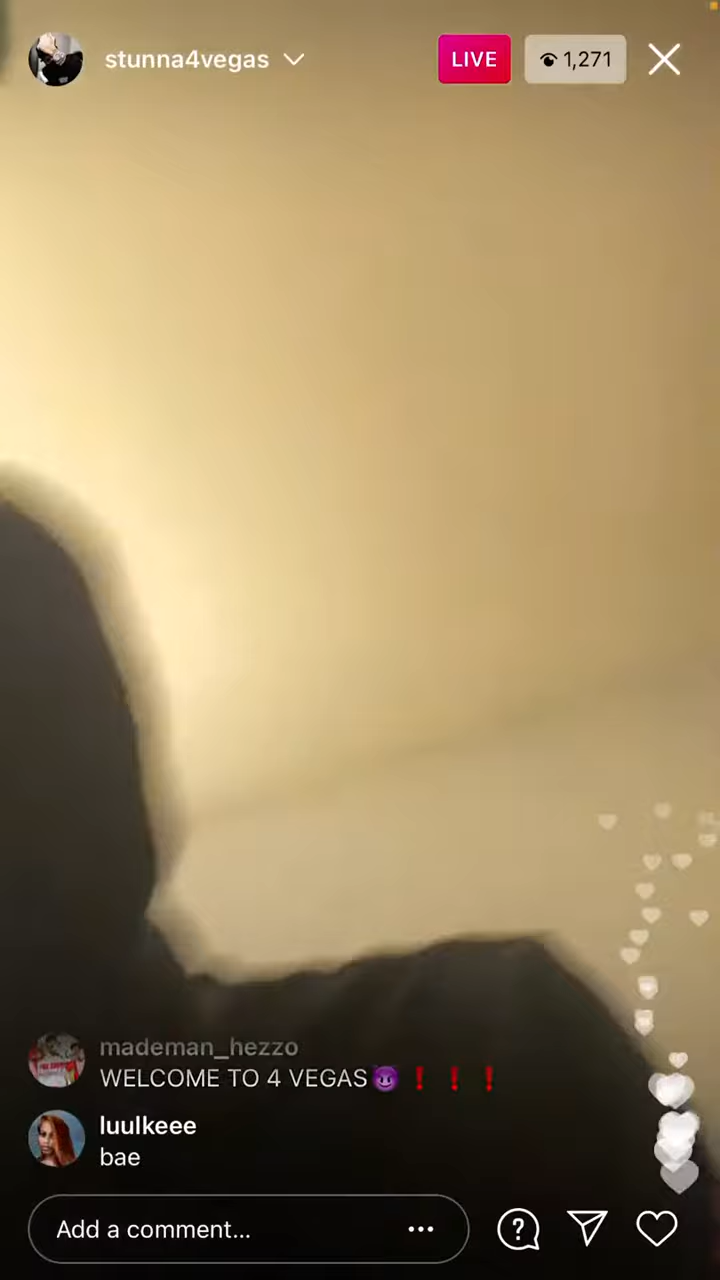 stunna4vegas
LIVE
1,271
mademan_hezzo
WELCOME TO 4 VEGAS😈❗❗❗
luulkeee
bae
Add a comment...